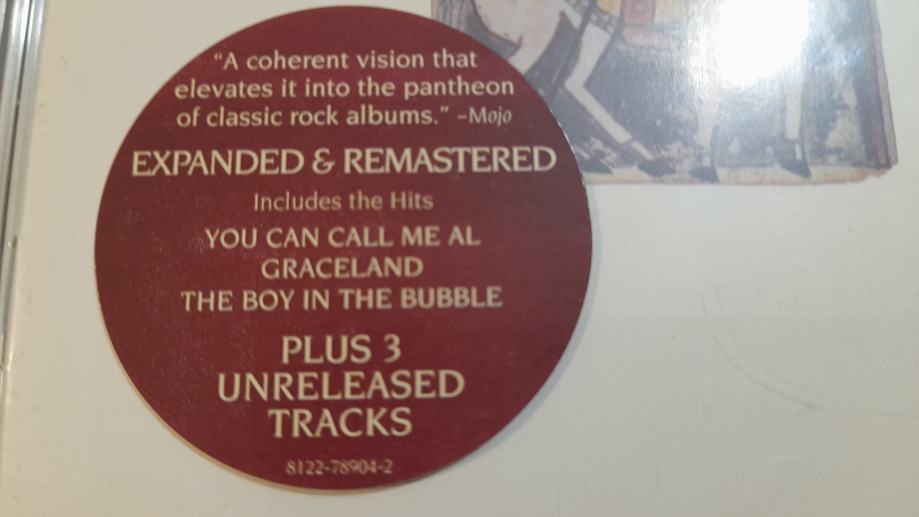 “A coherent vision that
elevates it into the pantheon
of classic rock albums.” –Mojo
EXPANDED & REMASTERED
Includes the Hits
YOU CAN CALL ME AL
GRACELAND
THE BOY IN THE BUBBLE
PLUS 3
UNRELEASED
TRACKS
8122-78904-2